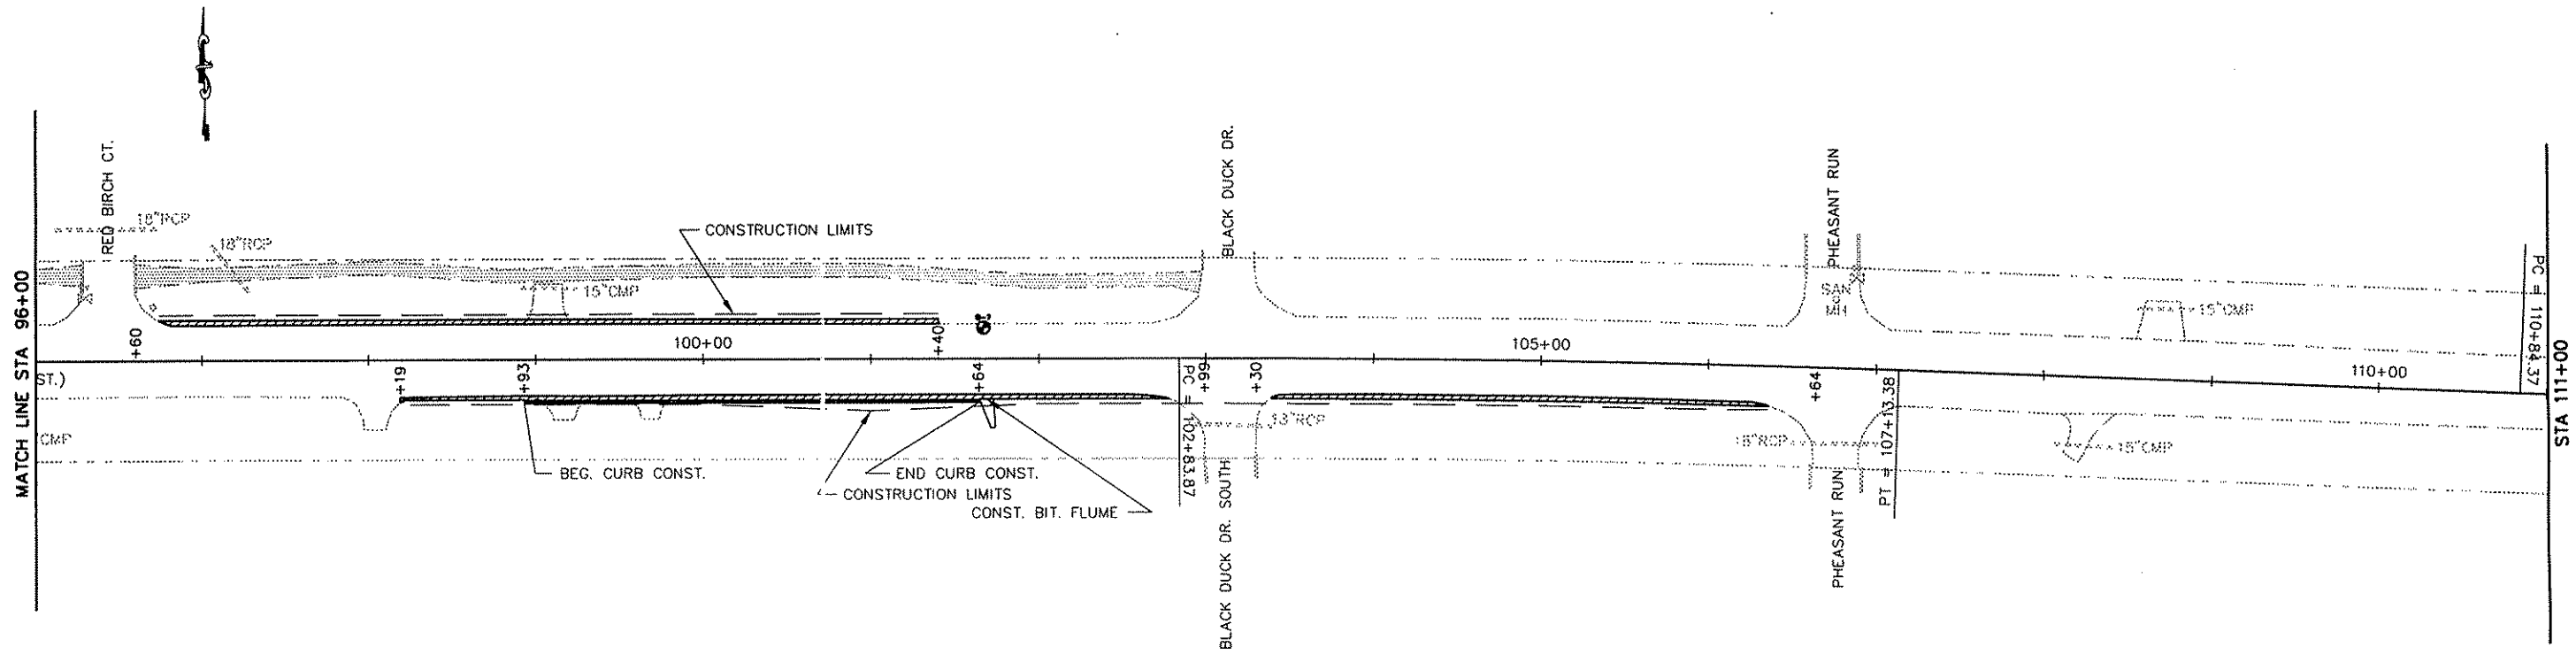 MATCH LINE STA 96+00
RED BIRCH CT.
18"RCP
18"RCP
CONSTRUCTION LIMITS
15"CMP
BLACK DUCK DR.
PHEASANT RUN
SAN
MH
15"CMP
PC = 110+84.37
STA 111+00
+60
100+00
+40
105+00
110+00
ST.)
+19
+93
+64
PC = 102+83.87
+99
+30
+64
PT = 107+13.38
CMP
18"RCP
15"CMP
BEG. CURB CONST.
END CURB CONST.
CONSTRUCTION LIMITS
CONST. BIT. FLUME
BLACK DUCK DR. SOUTH
PHEASANT RUN